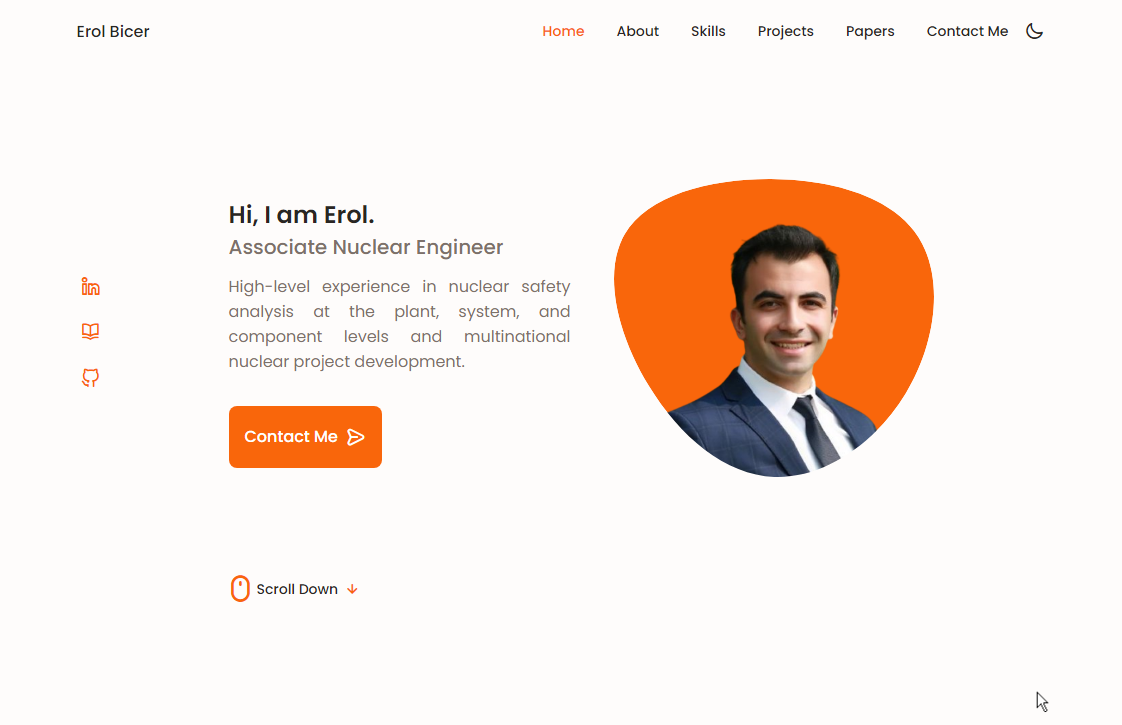 Erol Bicer
Home About Skills Projects Papers Contact Me
Hi, I am Erol.
Associate Nuclear Engineer
High-level experience in nuclear safety
analysis at the plant, system, and
component levels and multinational
nuclear project development.
Contact Me
Scroll Down